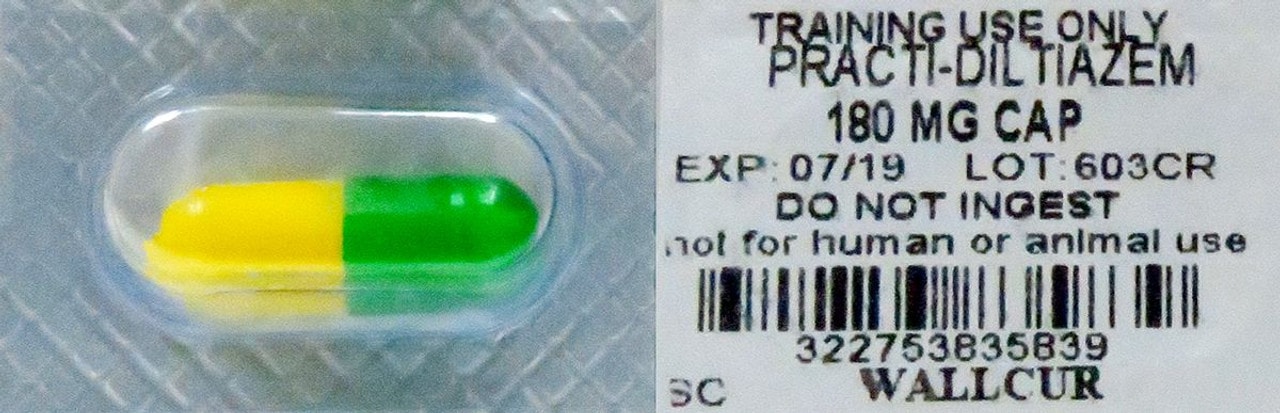 TRAINING USE ONLY
PRACTI-DILTIAZEM
180 MG CAP
EXP: 07/19 LOT:603CR
DO NOT INGEST
not for human or animal use
322753835839
SC WALLCUR